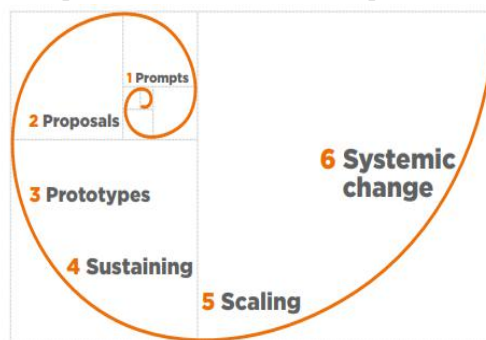 1 Prompts
2 Proposals
3 Prototypes
4 Sustaining
5 Scaling
6 Systemic
change